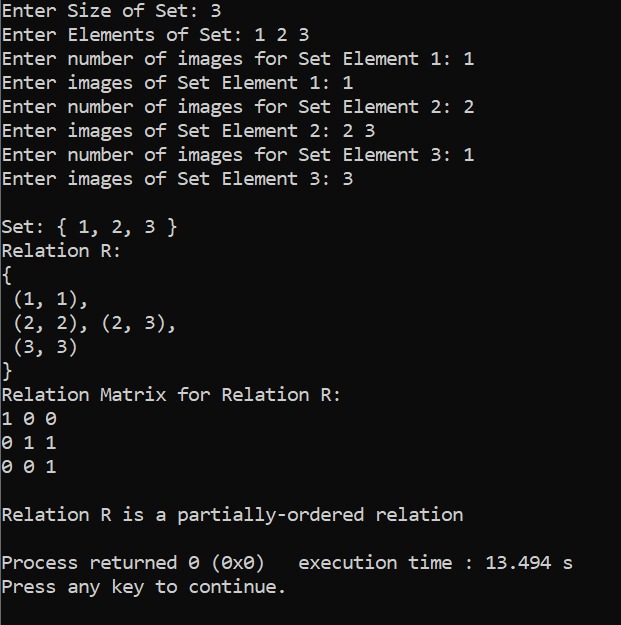 Enter Size of Set: 3
Enter Elements of Set: 1 2 3
Enter number of images for Set Element 1: 1
Enter images of Set Element 1: 1
Enter number of images for Set Element 2: 2
Enter images of Set Element 2: 2 3
Enter number of images for Set Element 3: 1
Enter images of Set Element 3: 3
Set: { 1, 2, 3 }
Relation R:
{
(1, 1),
(2, 2), (2, 3),
(3, 3)
}
Relation Matrix for Relation R:
1 0 0
0 1 1
0 0 1
Relation R is a partially-ordered relation
Process returned 0 (0x0)   execution time : 13.494 s
Press any key to continue.